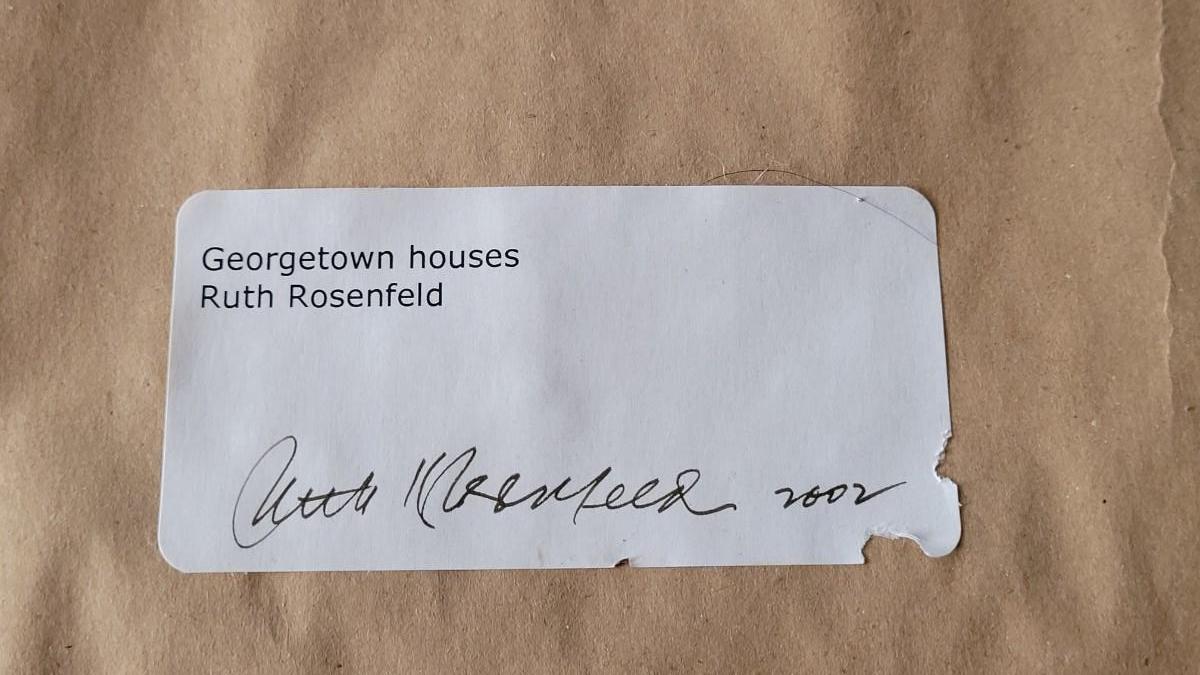 Georgetown houses
Ruth Rosenfeld
Ruth Rosenfeld 2002